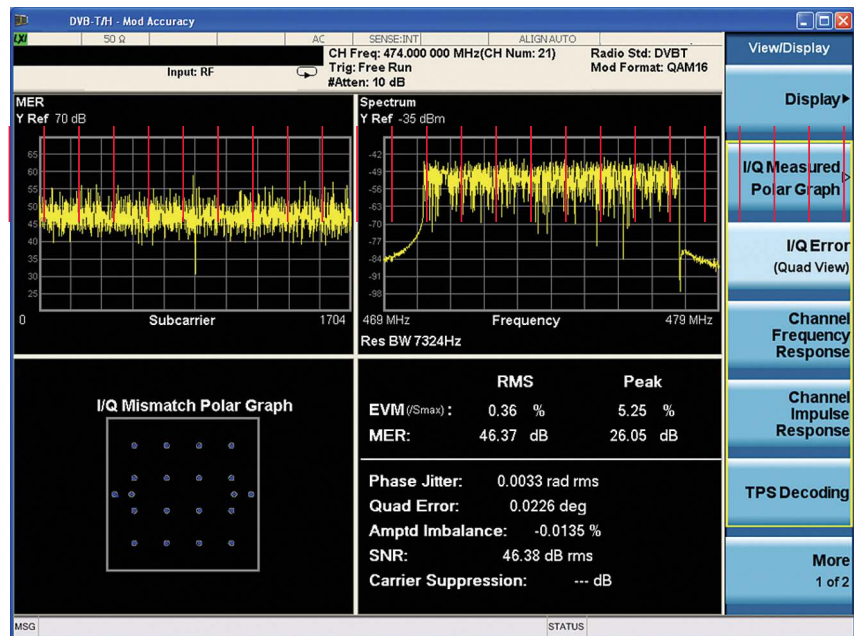 DVB-T/H - Mod Accuracy
LXI
50 Ω
AC
SENSE:INT
ALIGN AUTO
Input: RF
CH Freq: 474.000 000 MHz(CH Num: 21)
Trig: Free Run
#Atten: 10 dB
Radio Std: DVBT
Mod Format: QAM16
MER
Y Ref 70 dB
65
60
55
50
45
40
35
30
25
0
Subcarrier
1704
Spectrum
Y Ref -35 dBm
-42
-49
-56
-63
-70
-77
-84
-91
-98
469 MHz
Frequency
479 MHz
Res BW 7324Hz
I/Q Mismatch Polar Graph
RMS Peak
EVM(/Smax) : 0.36 % 5.25 %
MER: 46.37 dB 26.05 dB
Phase Jitter: 0.0033 rad rms
Quad Error: 0.0226 deg
Amptd Imbalance: -0.0135 %
SNR: 46.38 dB rms
Carrier Suppression: --- dB
View/Display
Display
I/Q Measured
Polar Graph
I/Q Error
(Quad View)
Channel
Frequency
Response
Channel
Impulse
Response
TPS Decoding
More
1 of 2
MSG
STATUS